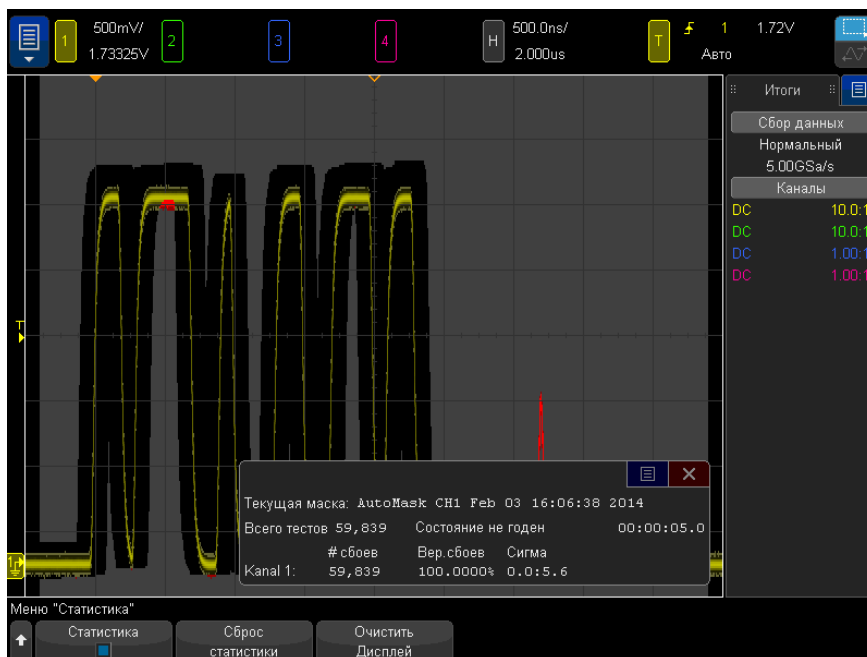 1 500mV/ 1.73325V
2
3
4
H 500.0ns/ 2.000us
T 1 1.72V Авто
Итоги
Сбор данных
Нормальный
5.00GSa/s
Каналы
DC 10.0:1
DC 10.0:1
DC 1.00:1
DC 1.00:1
T
1
Текущая маска: AutoMask CH1 Feb 03 16:06:38 2014
Всего тестов 59,839 Состояние не годен 00:00:05.0
# сбоев Вер.сбоев Сигма
Kanal 1: 59,839 100.0000% 0.0:5.6
Меню "Статистика"
Статистика
Сброс статистики
Очистить Дисплей